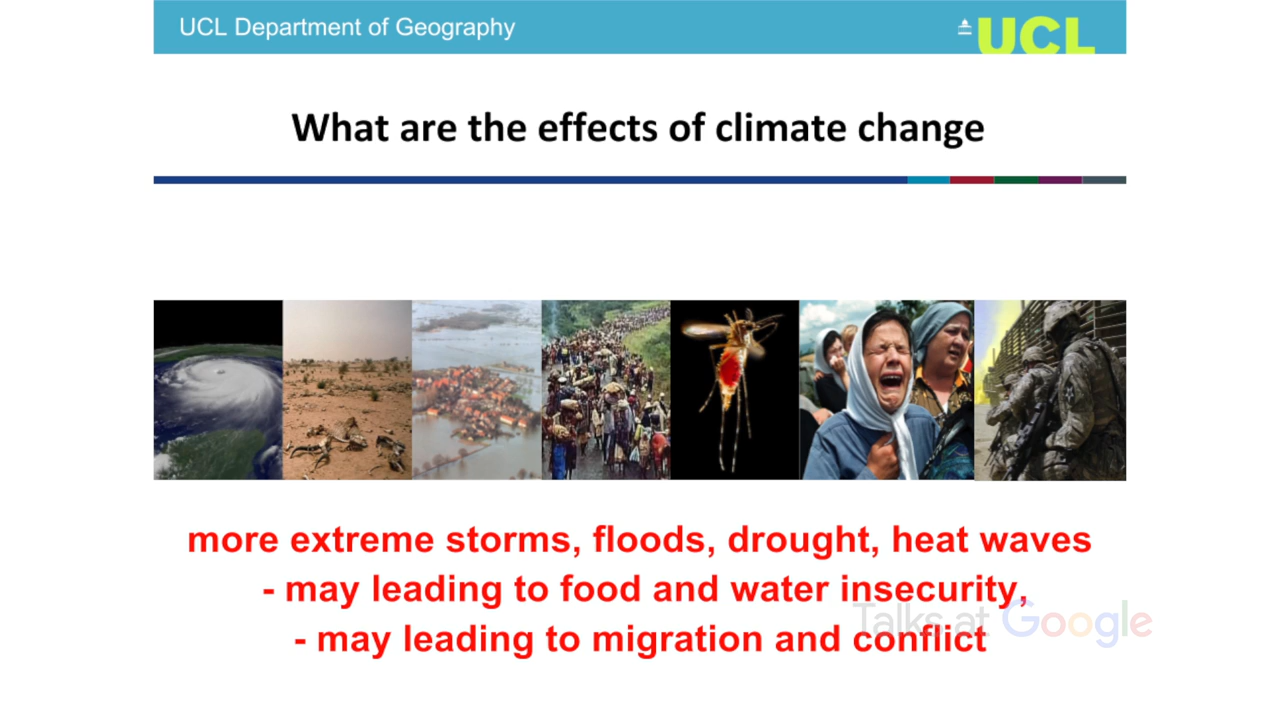 UCL Department of Geography
UCL
What are the effects of climate change
more extreme storms, floods, drought, heat waves
- may leading to food and water insecurity,
- may leading to migration and conflict
Talks at Google